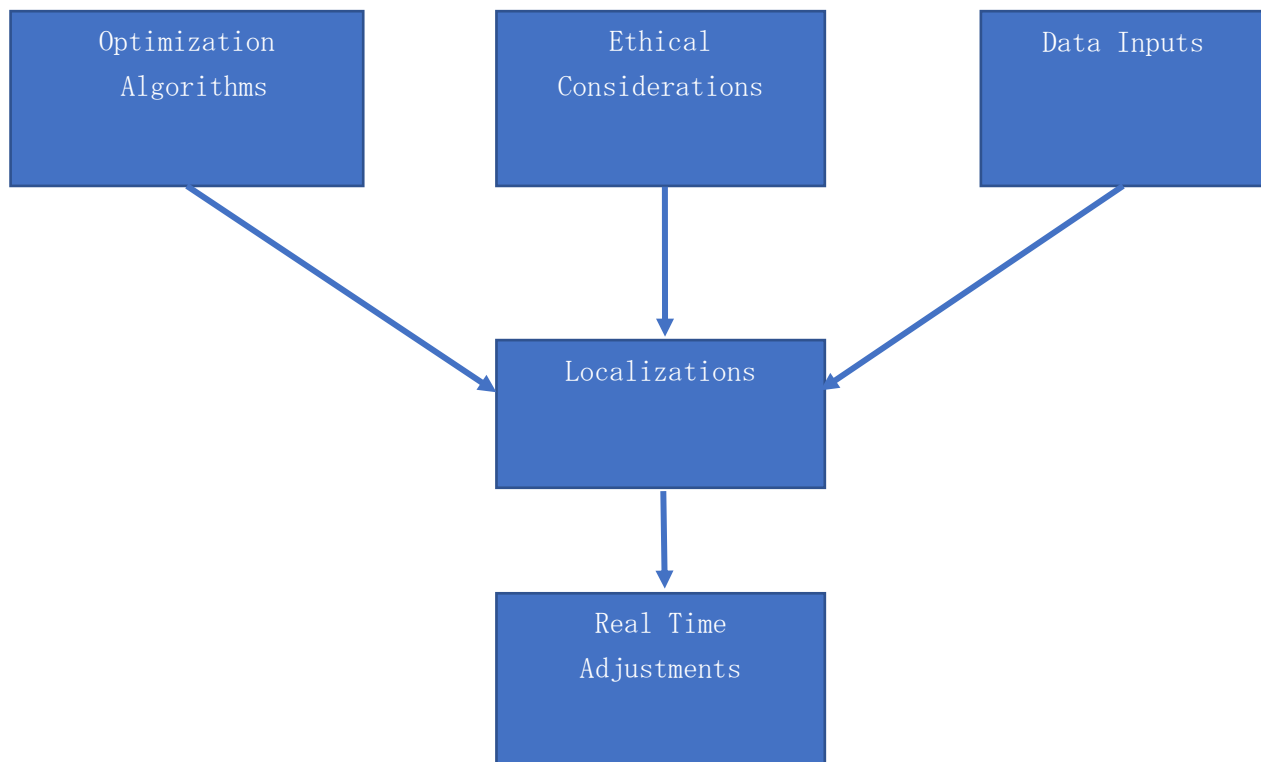 Optimization
Algorithms
Ethical
Considerations
Data Inputs
Localizations
Real Time
Adjustments